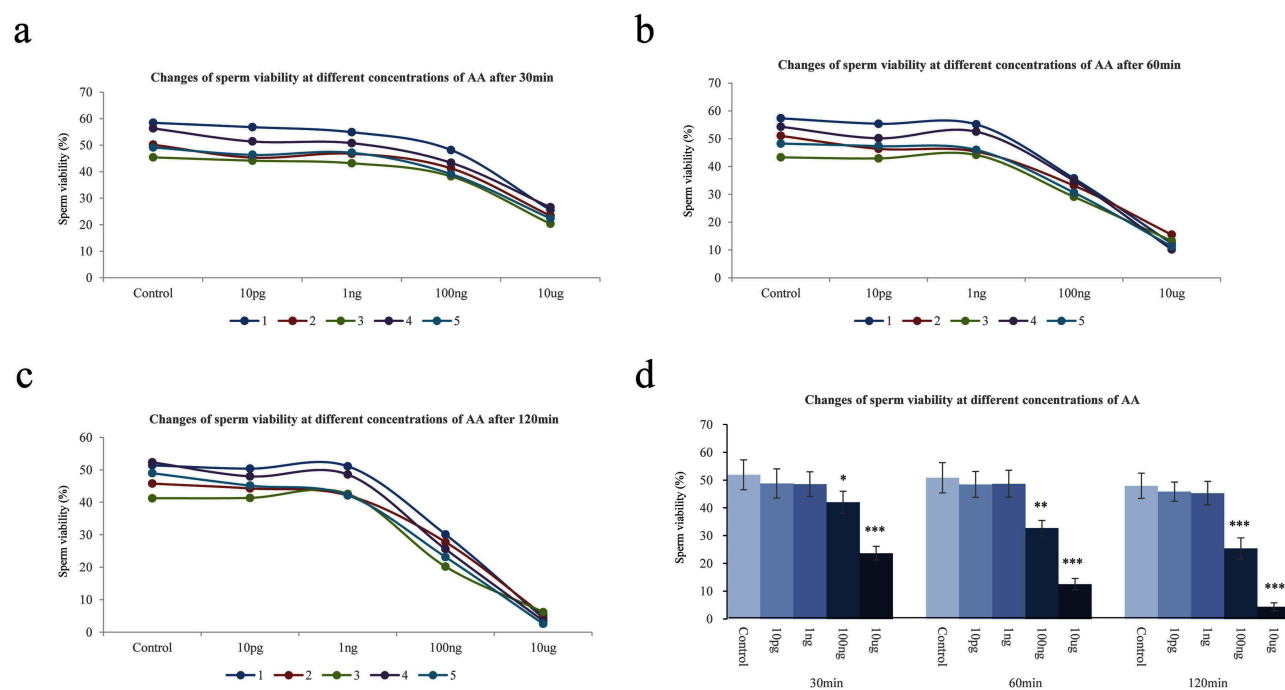 a
Changes of sperm viability at different concentrations of AA after 30min
Sperm viability (%)
70
60
50
40
30
20
10
0
Control 10pg 1ng 100ng 10ug
1 2 3 4 5
b
Changes of sperm viability at different concentrations of AA after 60min
Sperm viability (%)
70
60
50
40
30
20
10
0
Control 10pg 1ng 100ng 10ug
1 2 3 4 5
c
Changes of sperm viability at different concentrations of AA after 120min
Sperm viability (%)
60
50
40
30
20
10
0
Control 10pg 1ng 100ng 10ug
1 2 3 4 5
d
Changes of sperm viability at different concentrations of AA
Sperm viability (%)
70
60
50
40
30
20
10
0
* *** ** *** *** ***
Control 10pg 1ng 100ng 10ug Control 10pg 1ng 100ng 10ug Control 10pg 1ng 100ng 10ug
30min 60min 120min